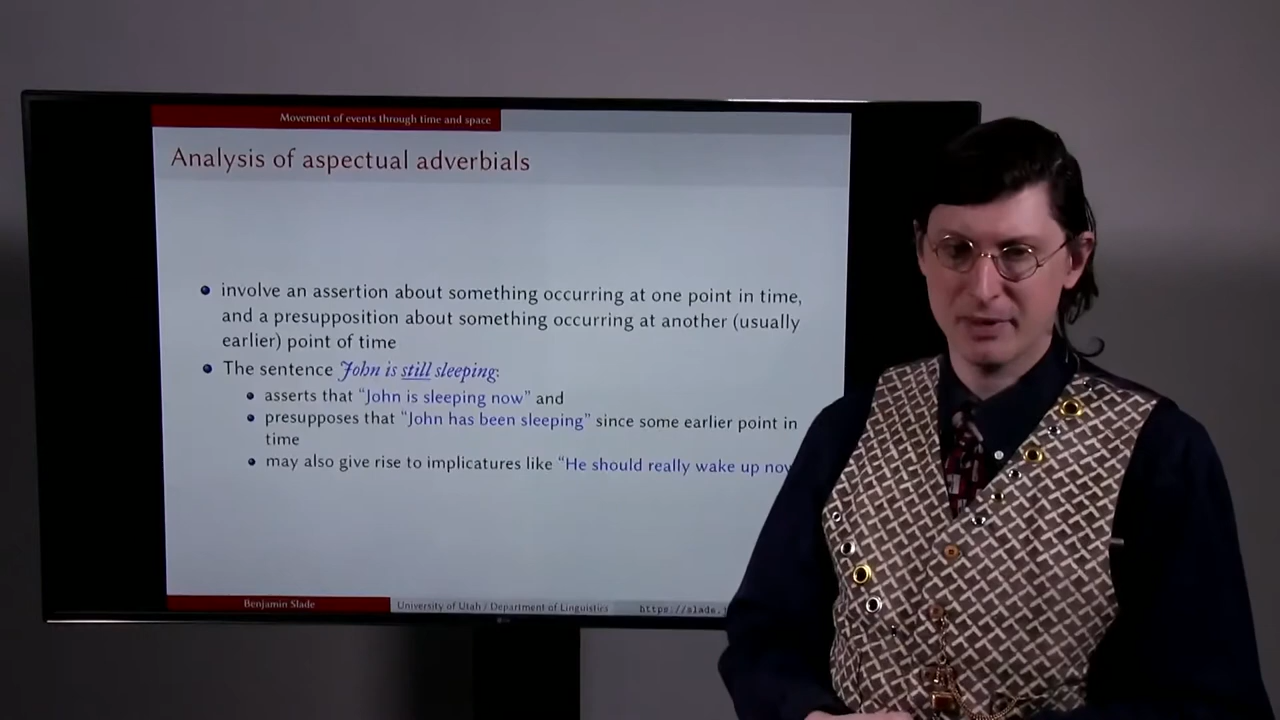 Movement of events through time and space
Analysis of aspectual adverbials
involve an assertion about something occurring at one point in time,
and a presupposition about something occurring at another (usually
earlier) point of time
The sentence John is still sleeping:
asserts that “John is sleeping now” and
presupposes that “John has been sleeping” since some earlier point in
time
may also give rise to implicatures like “He should really wake up now
Benjamin Slade
University of Utah / Department of Linguistics
https://slade.